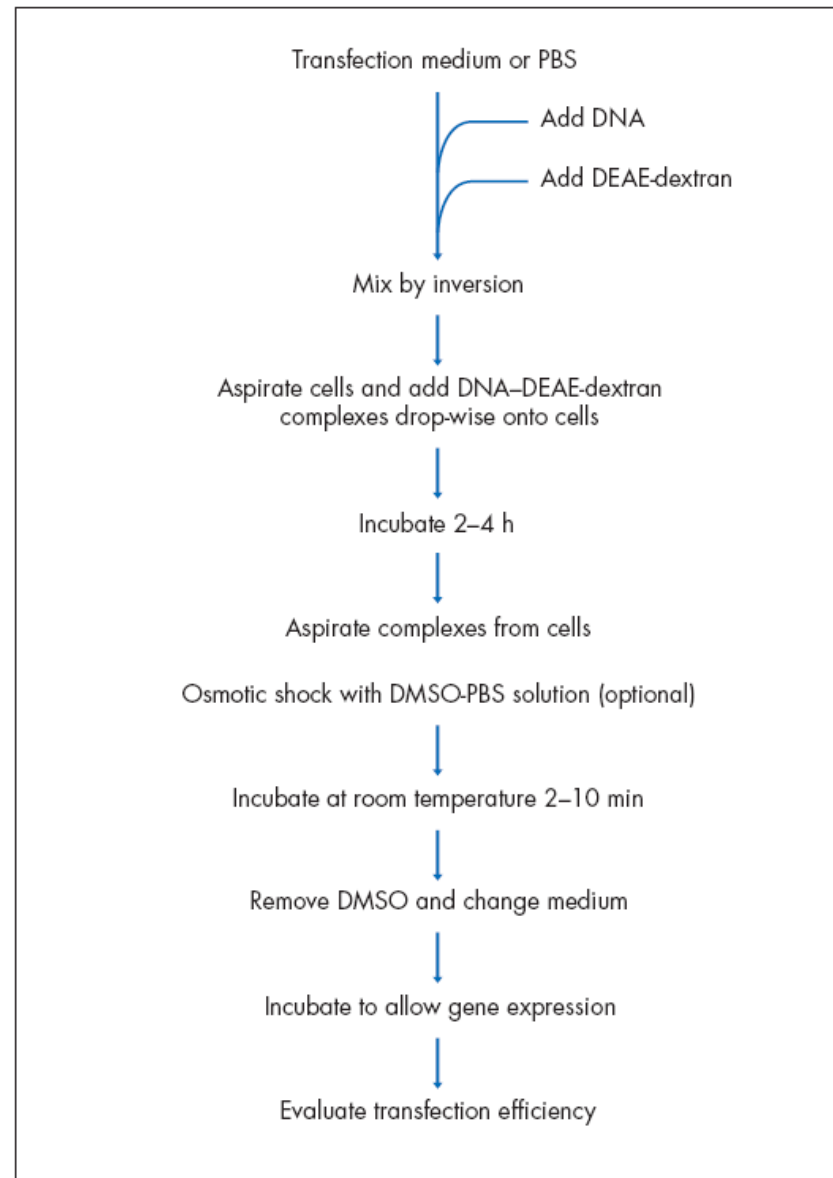 Transfection medium or PBS
Add DNA
Add DEAE-dextran
Mix by inversion
Aspirate cells and add DNA–DEAE-dextran
complexes drop-wise onto cells
Incubate 2–4 h
Aspirate complexes from cells
Osmotic shock with DMSO-PBS solution (optional)
Incubate at room temperature 2–10 min
Remove DMSO and change medium
Incubate to allow gene expression
Evaluate transfection efficiency